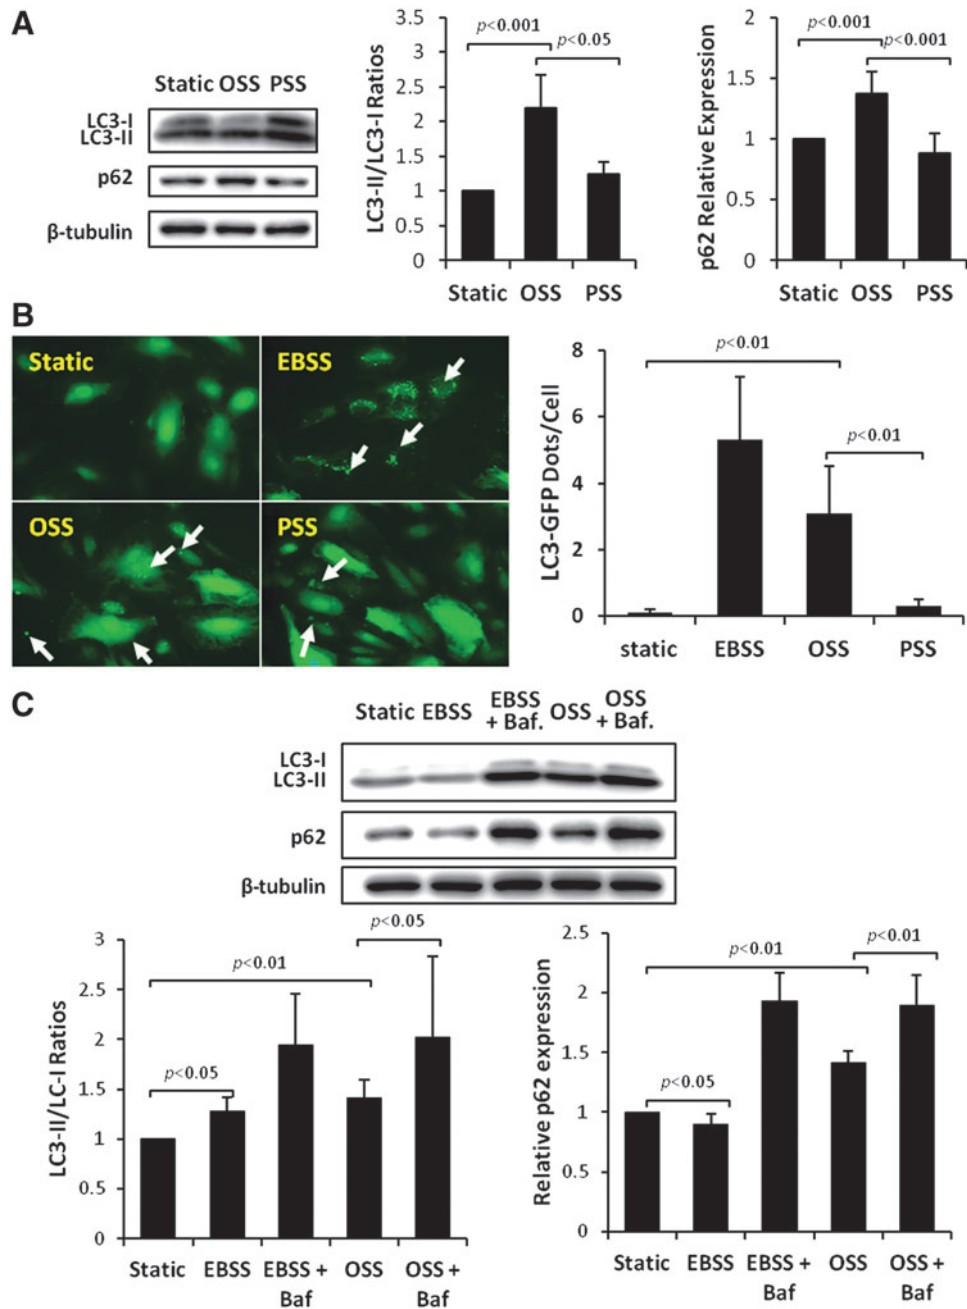 A
Static OSS PSS
LC3-I
LC3-II
p62
β-tubulin
LC3-II/LC3-I Ratios
3.5
3
2.5
2
1.5
1
0.5
0
p<0.001
p<0.05
Static OSS PSS
p62 Relative Expression
2
1.5
1
0.5
0
p<0.001
p<0.001
Static OSS PSS
B
Static
EBSS
OSS
PSS
LC3-GFP Dots/Cell
8
6
4
2
0
p<0.01
p<0.01
static EBSS OSS PSS
C
Static EBSS EBSS + Baf. OSS OSS + Baf.
LC3-I
LC3-II
p62
β-tubulin
LC3-II/LC-I Ratios
3
2.5
2
1.5
1
0.5
0
p<0.05
p<0.01
p<0.05
Static EBSS EBSS + Baf OSS OSS + Baf
Relative p62 expression
2.5
2
1.5
1
0.5
0
p<0.01
p<0.01
p<0.05
Static EBSS EBSS + Baf OSS OSS + Baf